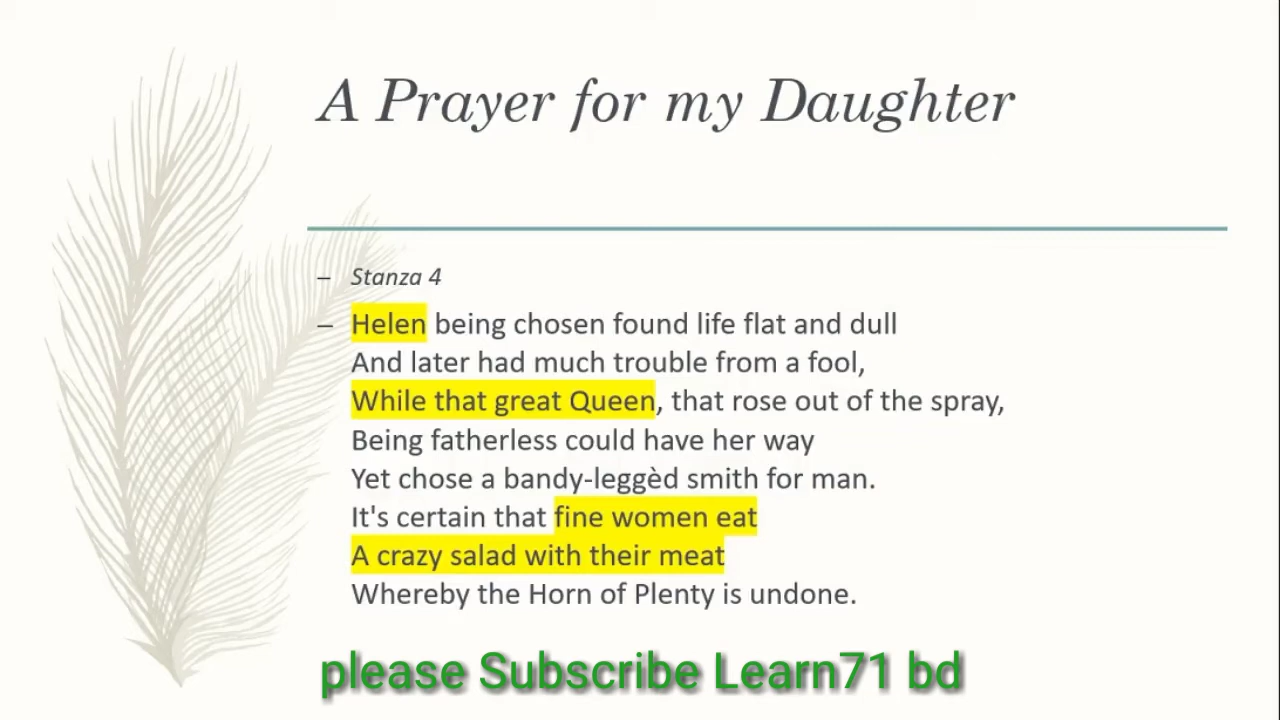 A Prayer for my Daughter
– Stanza 4
– Helen being chosen found life flat and dull
And later had much trouble from a fool,
While that great Queen, that rose out of the spray,
Being fatherless could have her way
Yet chose a bandy-leggèd smith for man.
It's certain that fine women eat
A crazy salad with their meat
Whereby the Horn of Plenty is undone.
please Subscribe Learn71 bd